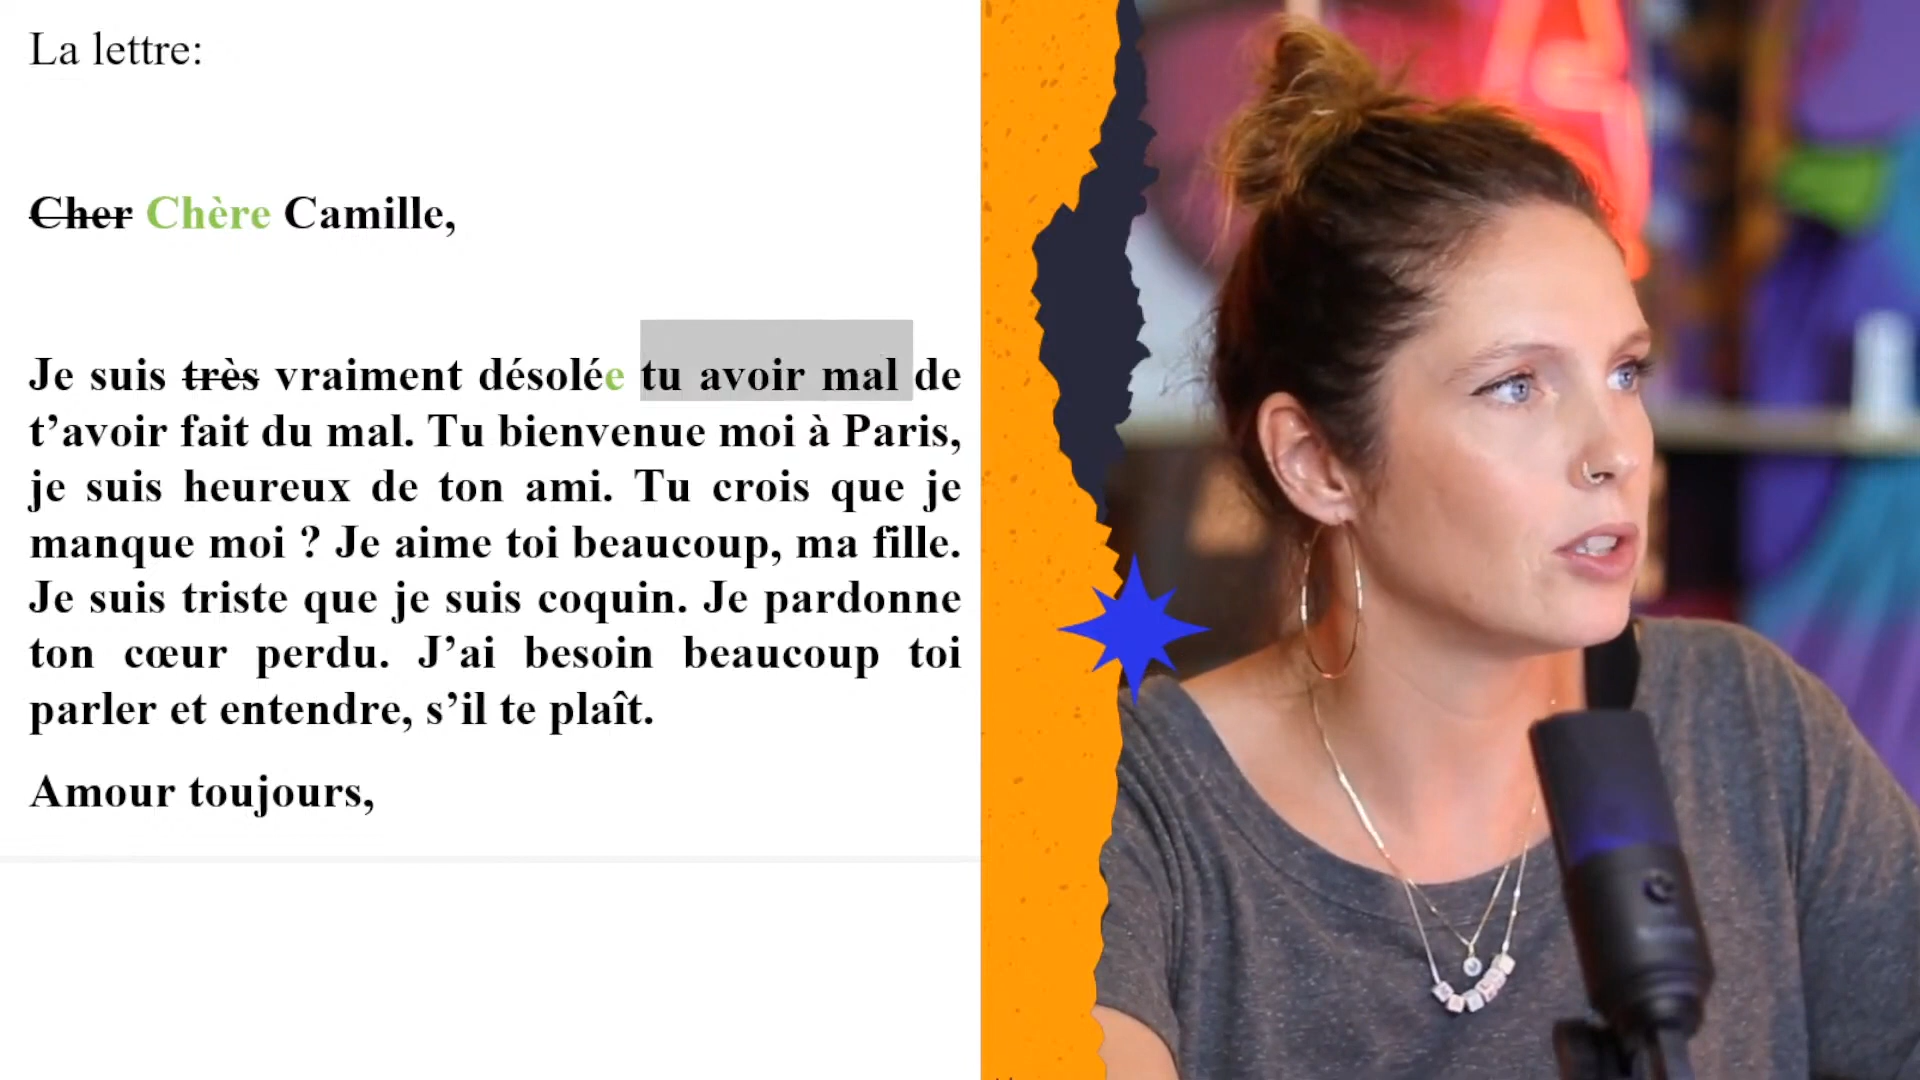 La lettre:
Cher Chère Camille,
Je suis très vraiment désolée tu avoir mal de
t’avoir fait du mal. Tu bienvenue moi à Paris,
je suis heureux de ton ami. Tu crois que je
manque moi ? Je aime toi beaucoup, ma fille.
Je suis triste que je suis coquin. Je pardonne
ton cœur perdu. J’ai besoin beaucoup toi
parler et entendre, s’il te plaît.
Amour toujours,